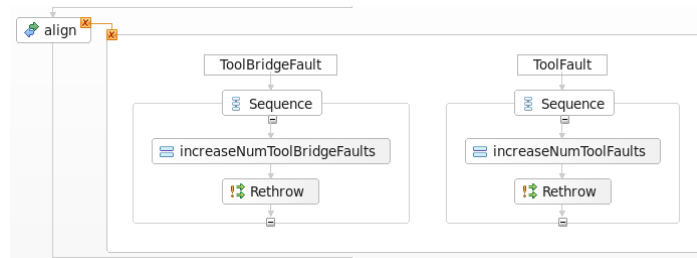 align
ToolBridgeFault
ToolFault
Sequence
Sequence
increaseNumToolBridgeFaults
increaseNumToolFaults
Rethrow
Rethrow